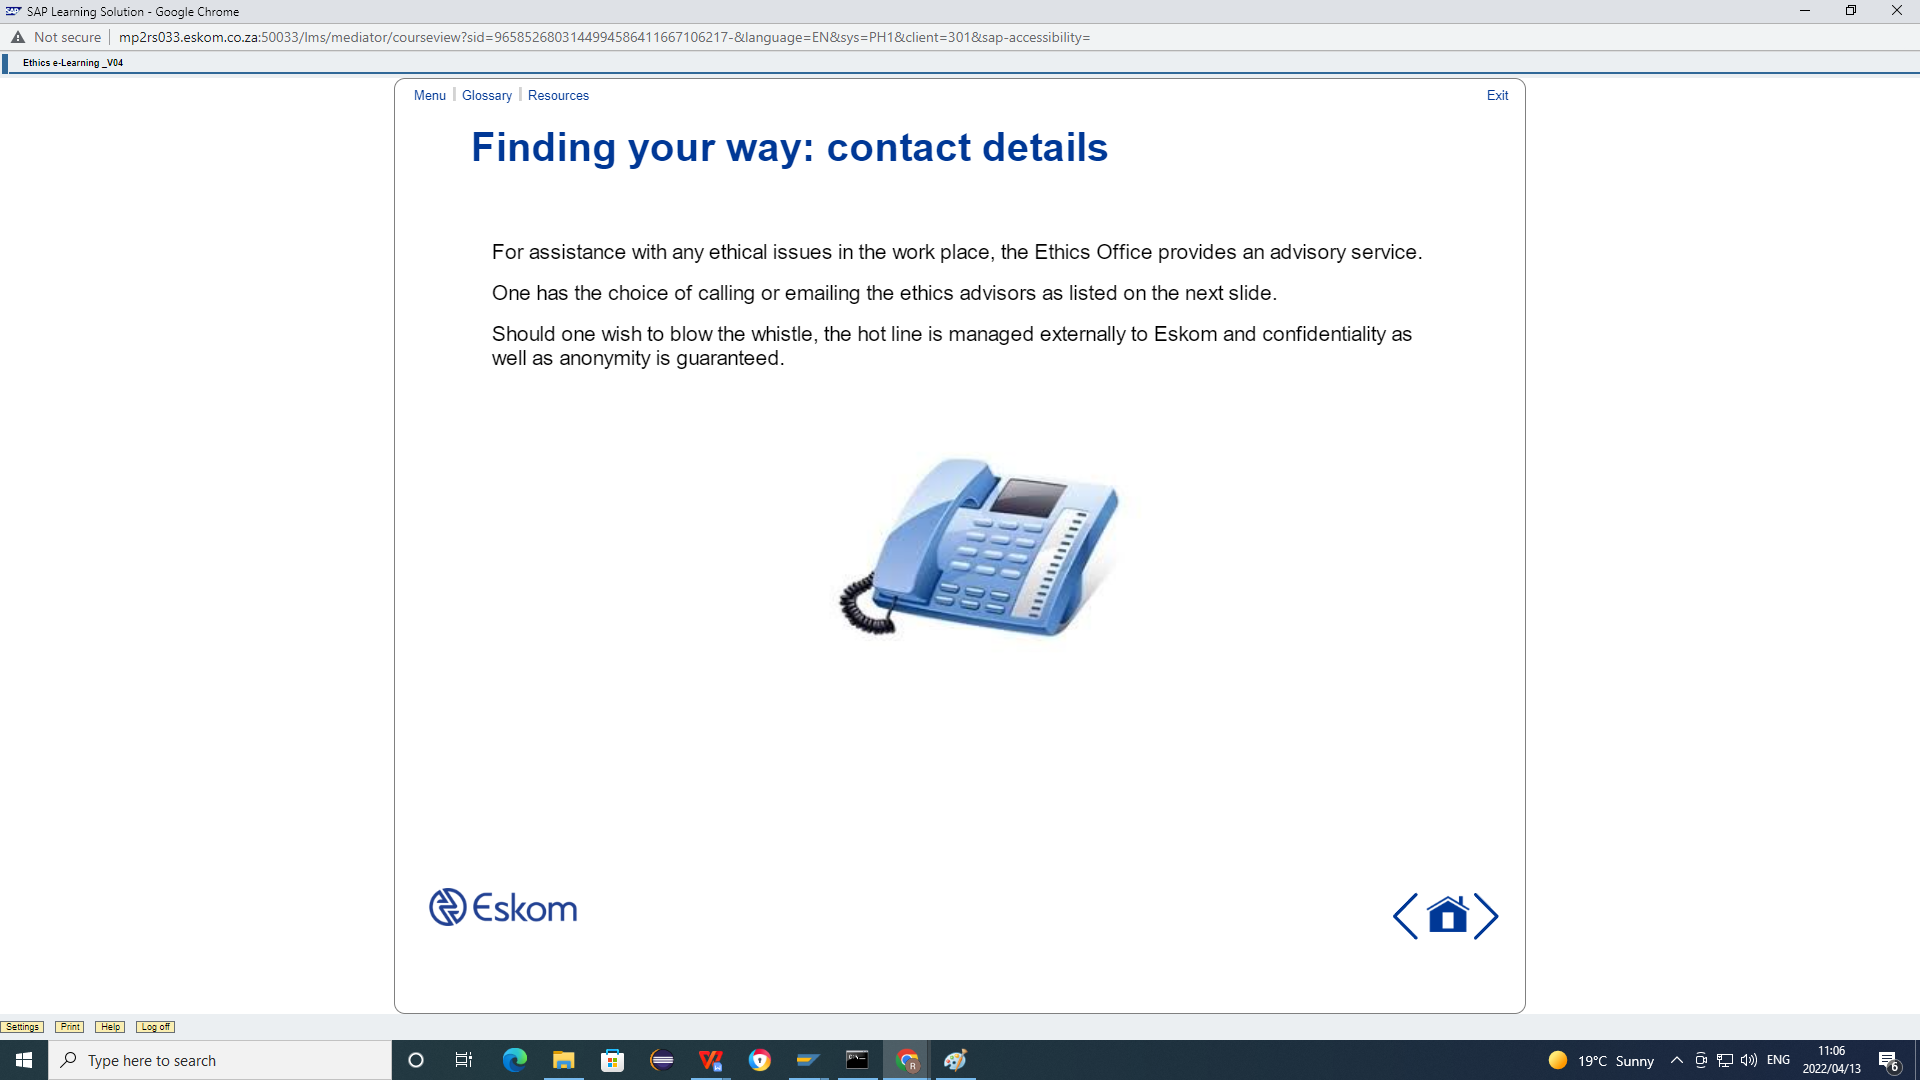 SAP Learning Solution - Google Chrome
Not secure mp2rs033.eskom.co.za:50033/lms/mediator/courseview?sid=96585268031449945864116671062​17-&language=EN&sys=PH1&client=301&sap-accessibility=
Ethics e-Learning _V04
Menu Glossary Resources Exit
Finding your way: contact details
For assistance with any ethical issues in the work place, the Ethics Office provides an advisory service.
One has the choice of calling or emailing the ethics advisors as listed on the next slide.
Should one wish to blow the whistle, the hot line is managed externally to Eskom and confidentiality as
well as anonymity is guaranteed.
Eskom
Settings Print Help Log off
Type here to search
19°C Sunny ENG
11:06
2022/04/13
6